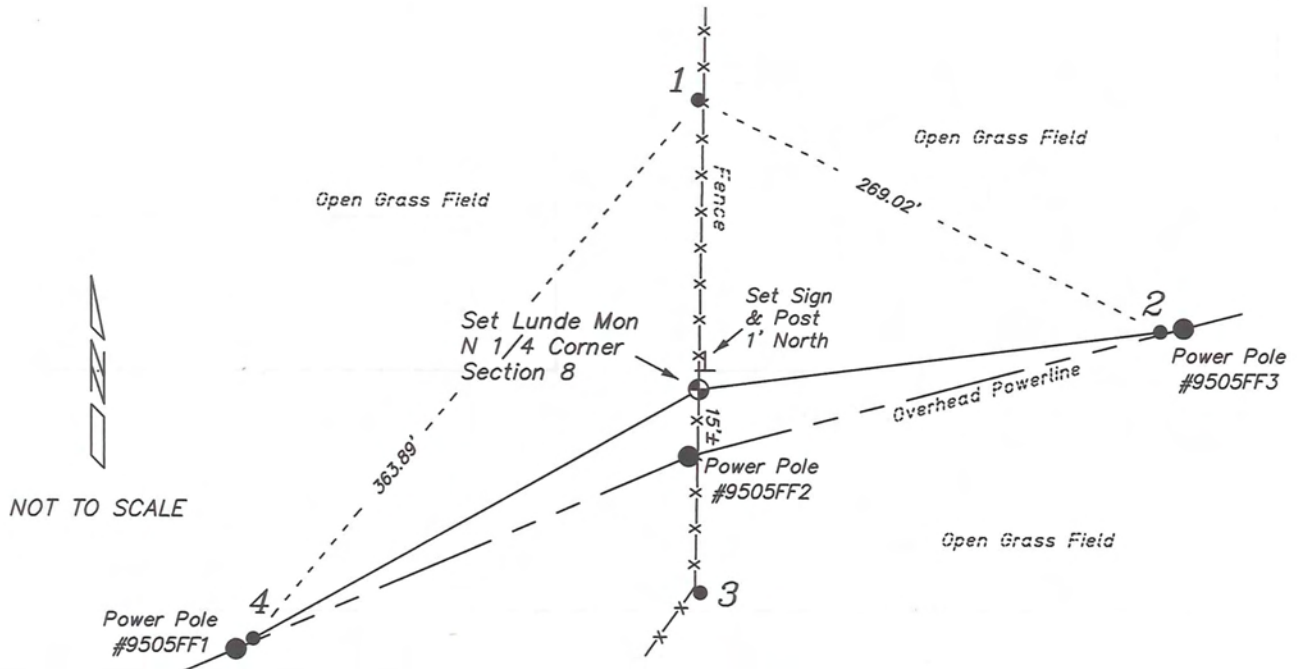 1
Open Grass Field
Open Grass Field
Fence
269.02'
Set Sign
& Post
1' North
2
Set Lunde Mon
N 1/4 Corner
Section 8
Power Pole
#9505FF3
Overhead Powerline
15'±
N
363.89'
Power Pole
#9505FF2
NOT TO SCALE
Open Grass Field
3
4
Power Pole
#9505FF1